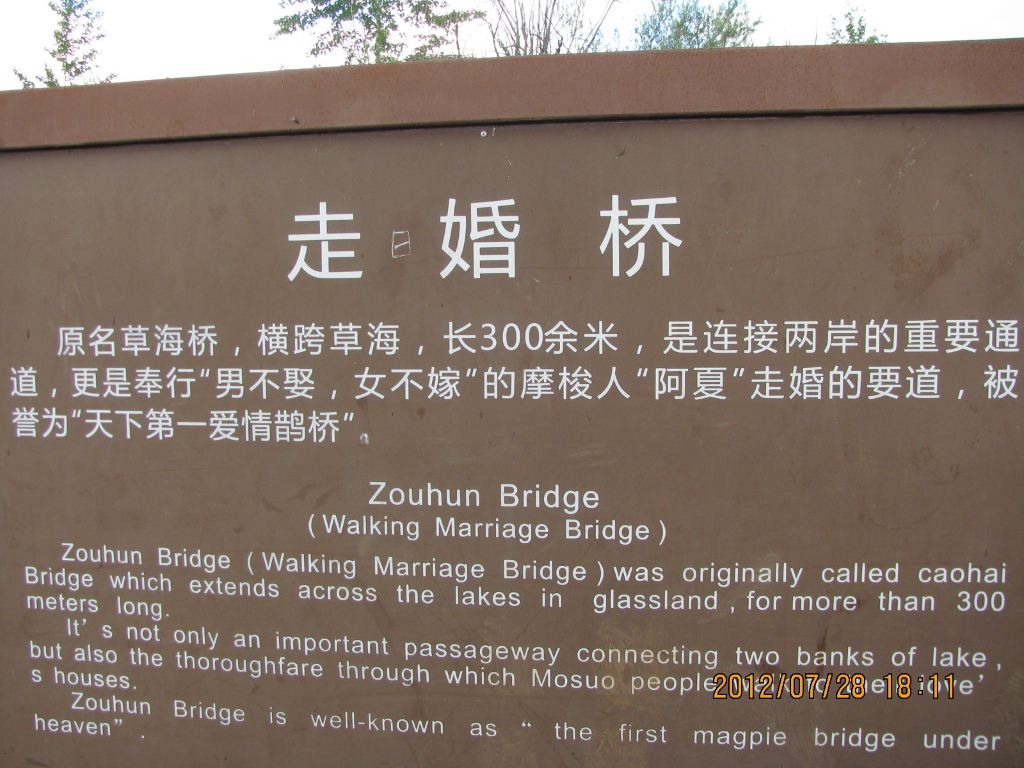 走婚桥
原名草海桥，横跨草海，长300余米，是连接两岸的重要通
道，更是奉行“男不娶，女不嫁”的摩梭人“阿夏”走婚的要道，被
誉为“天下第一爱情鹊桥”。
Zouhun Bridge
(Walking Marriage Bridge)
Zouhun Bridge (Walking Marriage Bridge) was originally called caohai
Bridge which extends across the lakes in glassland, for more than 300
meters long.
It's not only an important passageway connecting two banks of lake,
but also the thoroughfare through which Mosuo people
s houses.
Zouhun Bridge is well-known as “the first magpie bridge under
heaven”.
2012/07/28 18:11